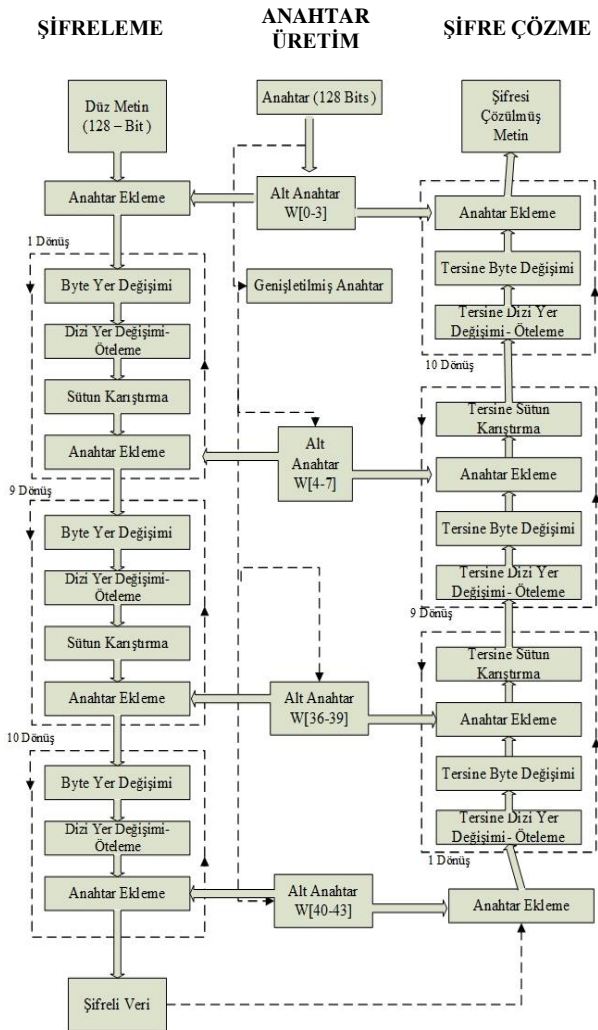 ŞİFRELEME
Düz Metin
(128 – Bit )
Anahtar Ekleme
1 Dönüş
Byte Yer Değişimi
Dizi Yer Değişimi-
Öteleme
Sütun Karıştırma
Anahtar Ekleme
9 Dönüş
Byte Yer Değişimi
Dizi Yer Değişimi-
Öteleme
Sütun Karıştırma
Anahtar Ekleme
10 Dönüş
Byte Yer Değişimi
Dizi Yer Değişimi-
Öteleme
Anahtar Ekleme
Şifreli Veri
ANAHTAR
ÜRETİM
Anahtar (128 Bits )
Alt Anahtar
W[0-3]
Genişletilmiş Anahtar
Alt
Anahtar
W[4-7]
Alt Anahtar
W[36-39]
Alt Anahtar
W[40-43]
ŞİFRE ÇÖZME
Şifresi
Çözülmüş
Metin
Anahtar Ekleme
Tersine Byte Değişimi
Tersine Dizi Yer
Değişimi- Öteleme
10 Dönüş
Tersine Sütun
Karıştırma
Anahtar Ekleme
Tersine Byte Değişimi
Tersine Dizi Yer
Değişimi- Öteleme
9 Dönüş
Tersine Sütun
Karıştırma
Anahtar Ekleme
Tersine Byte Değişimi
Tersine Dizi Yer
Değişimi- Öteleme
1 Dönüş
Anahtar Ekleme